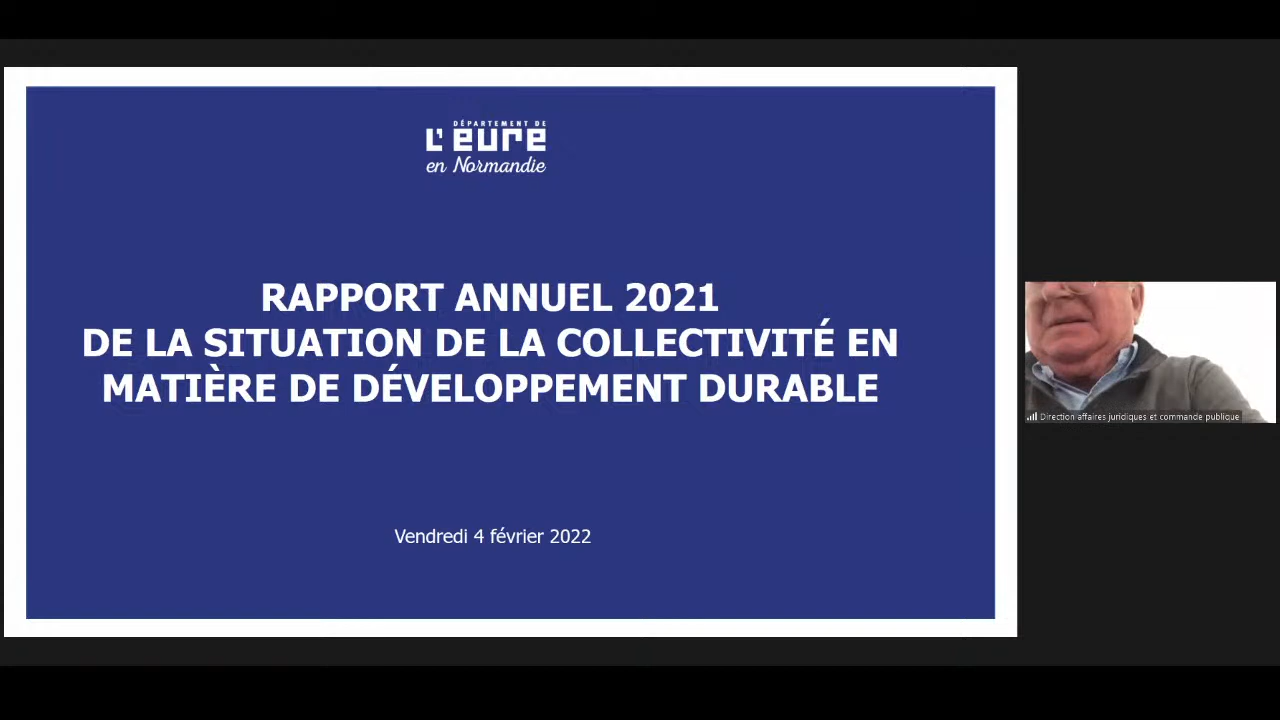 DÉPARTEMENT DE
L'eure
en Normandie
RAPPORT ANNUEL 2021
DE LA SITUATION DE LA COLLECTIVITÉ EN
MATIÈRE DE DÉVELOPPEMENT DURABLE
Vendredi 4 février 2022
Direction affaires juridiques et commande publique